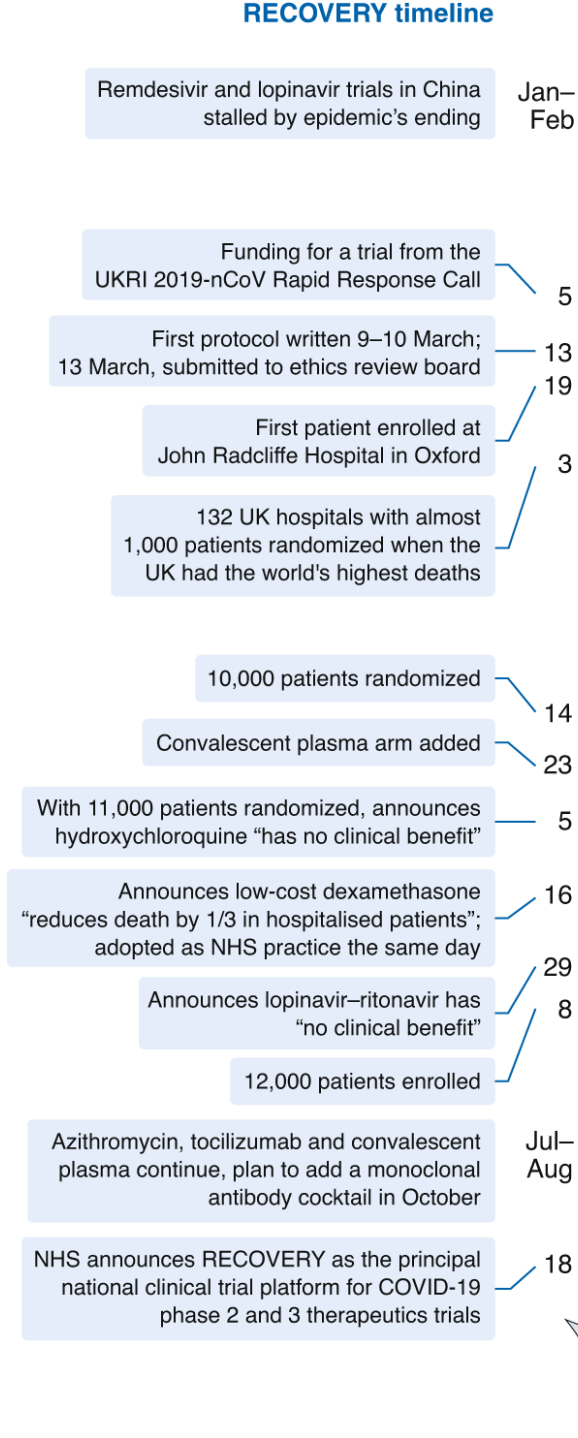 RECOVERY timeline
Remdesivir and lopinavir trials in China
stalled by epidemic’s ending
Jan–
Feb
Funding for a trial from the
UKRI 2019-nCoV Rapid Response Call
5
First protocol written 9–10 March;
13 March, submitted to ethics review board
13
19
First patient enrolled at
John Radcliffe Hospital in Oxford
3
132 UK hospitals with almost
1,000 patients randomized when the
UK had the world's highest deaths
10,000 patients randomized
14
Convalescent plasma arm added
23
With 11,000 patients randomized, announces
hydroxychloroquine “has no clinical benefit”
5
Announces low-cost dexamethasone
“reduces death by 1/3 in hospitalised patients”;
adopted as NHS practice the same day
16
29
Announces lopinavir–ritonavir has
“no clinical benefit”
8
12,000 patients enrolled
Azithromycin, tocilizumab and convalescent
plasma continue, plan to add a monoclonal
antibody cocktail in October
Jul–
Aug
NHS announces RECOVERY as the principal
national clinical trial platform for COVID-19
phase 2 and 3 therapeutics trials
18